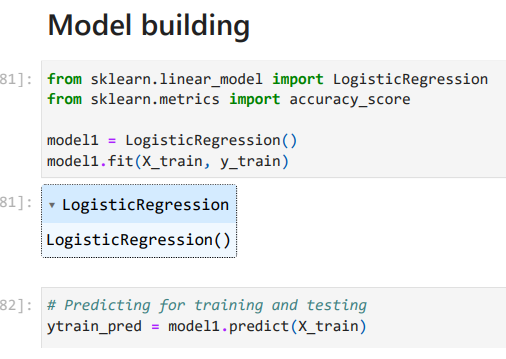 Model building
81]: from sklearn.linear_model import LogisticRegression
from sklearn.metrics import accuracy_score
model1 = LogisticRegression()
model1.fit(X_train, y_train)
81]: ▾ LogisticRegression
LogisticRegression()
82]: # Predicting for training and testing
ytrain_pred = model1.predict(X_train)